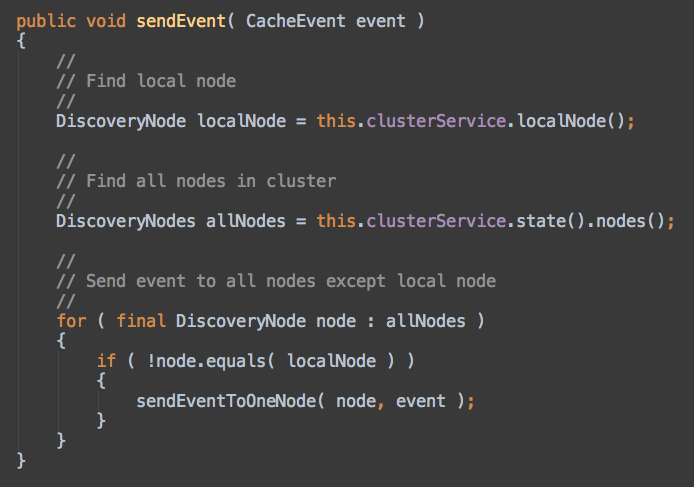 public void sendEvent( CacheEvent event )
{
    //
    // Find local node
    //
    DiscoveryNode localNode = this.clusterService.localNode();

    //
    // Find all nodes in cluster
    //
    DiscoveryNodes allNodes = this.clusterService.state().nodes();

    //
    // Send event to all nodes except local node
    //
    for ( final DiscoveryNode node : allNodes )
    {
        if ( !node.equals( localNode ) )
        {
            sendEventToOneNode( node, event );
        }
    }
}